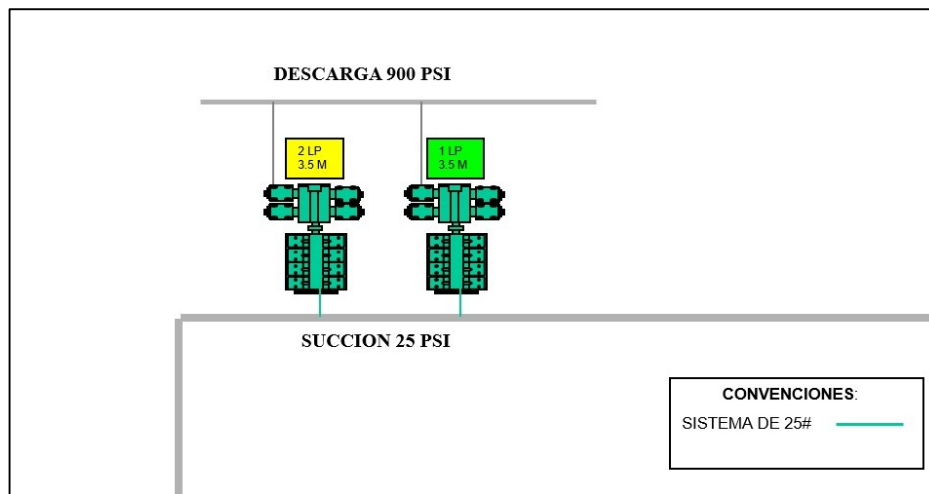 DESCARGA 900 PSI
2 LP
3.5 M
1 LP
3.5 M
SUCCION 25 PSI
CONVENCIONES:
SISTEMA DE 25#